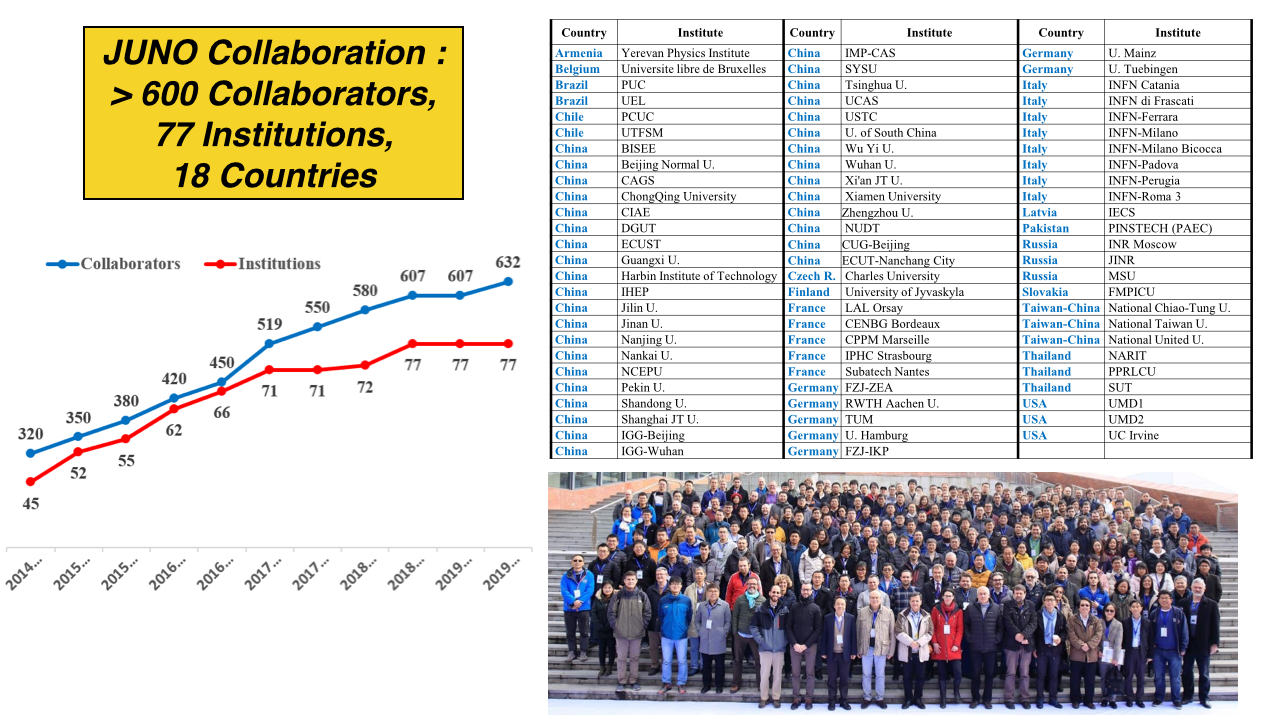 JUNO Collaboration :
> 600 Collaborators,
77 Institutions,
18 Countries
Collaborators Institutions
320 350 380 420 450 519 550 580 607 607 632
45 52 55 62 66 71 71 72 77 77 77
2014... 2015... 2015... 2016... 2016... 2017... 2017... 2018... 2018... 2019... 2019...
Country Institute Country Institute Country Institute
Armenia Yerevan Physics Institute China IMP-CAS Germany U. Mainz
Belgium Universite libre de Bruxelles China SYSU Germany U. Tuebingen
Brazil PUC China Tsinghua U. Italy INFN Catania
Brazil UEL China UCAS Italy INFN di Frascati
Chile PCUC China USTC Italy INFN-Ferrara
Chile UTFSM China U. of South China Italy INFN-Milano
China BISEE China Wu Yi U. Italy INFN-Milano Bicocca
China Beijing Normal U. China Wuhan U. Italy INFN-Padova
China CAGS China Xi'an JT U. Italy INFN-Perugia
China ChongQing University China Xiamen University Italy INFN-Roma 3
China CIAE China Zhengzhou U. Latvia IECS
China DGUT China NUDT Pakistan PINSTECH (PAEC)
China ECUST China CUG-Beijing Russia INR Moscow
China Guangxi U. China ECUT-Nanchang City Russia JINR
China Harbin Institute of Technology Czech R. Charles University Russia MSU
China IHEP Finland University of Jyvaskyla Slovakia FMPICU
China Jilin U. France LAL Orsay Taiwan-China National Chiao-Tung U.
China Jinan U. France CENBG Bordeaux Taiwan-China National Taiwan U.
China Nanjing U. France CPPM Marseille Taiwan-China National United U.
China Nankai U. France IPHC Strasbourg Thailand NARIT
China NCEPU France Subatech Nantes Thailand PPRLCU
China Pekin U. Germany FZJ-ZEA Thailand SUT
China Shandong U. Germany RWTH Aachen U. USA UMD1
China Shanghai JT U. Germany TUM USA UMD2
China IGG-Beijing Germany U. Hamburg USA UC Irvine
China IGG-Wuhan Germany FZJ-IKP